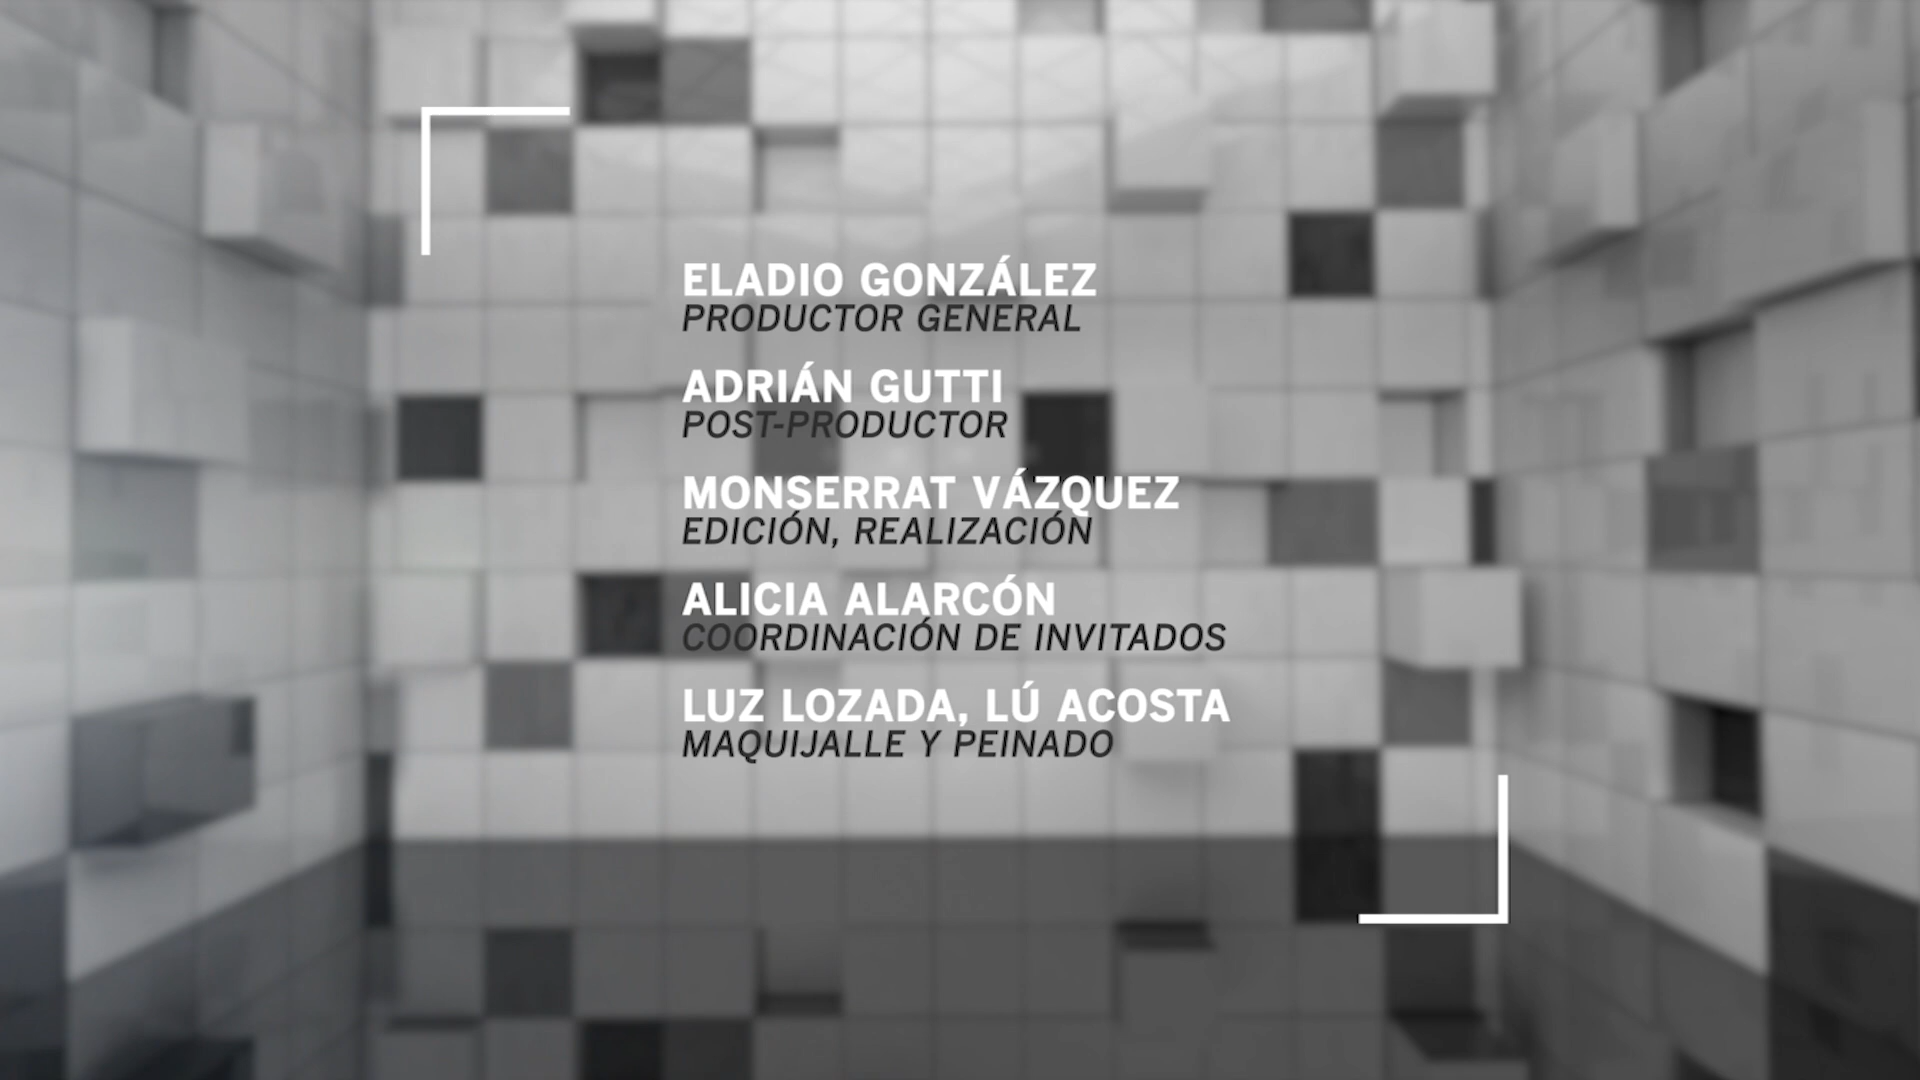 ELADIO GONZÁLEZ
PRODUCTOR GENERAL
ADRIÁN GUTTI
POST-PRODUCTOR
MONSERRAT VÁZQUEZ
EDICIÓN, REALIZACIÓN
ALICIA ALARCÓN
COORDINACIÓN DE INVITADOS
LUZ LOZADA, LÚ ACOSTA
MAQUIJALLE Y PEINADO